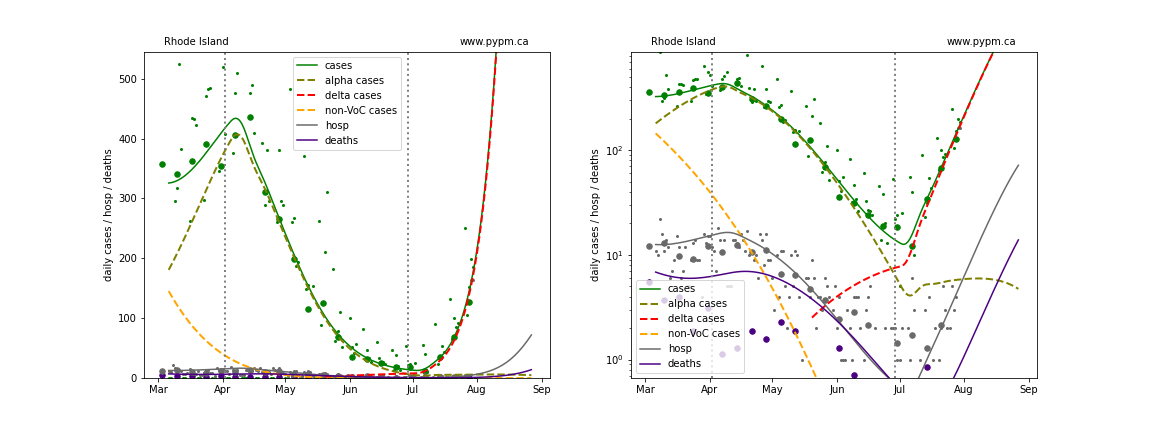 Rhode Island www.pypm.ca
500
400
300
200
100
0
daily cases / hosp / deaths
cases
alpha cases
delta cases
non-VoC cases
hosp
deaths
Mar Apr May Jun Jul Aug Sep
Rhode Island www.pypm.ca
10²
10¹
10⁰
daily cases / hosp / deaths
cases
alpha cases
delta cases
non-VoC cases
hosp
deaths
Mar Apr May Jun Jul Aug Sep